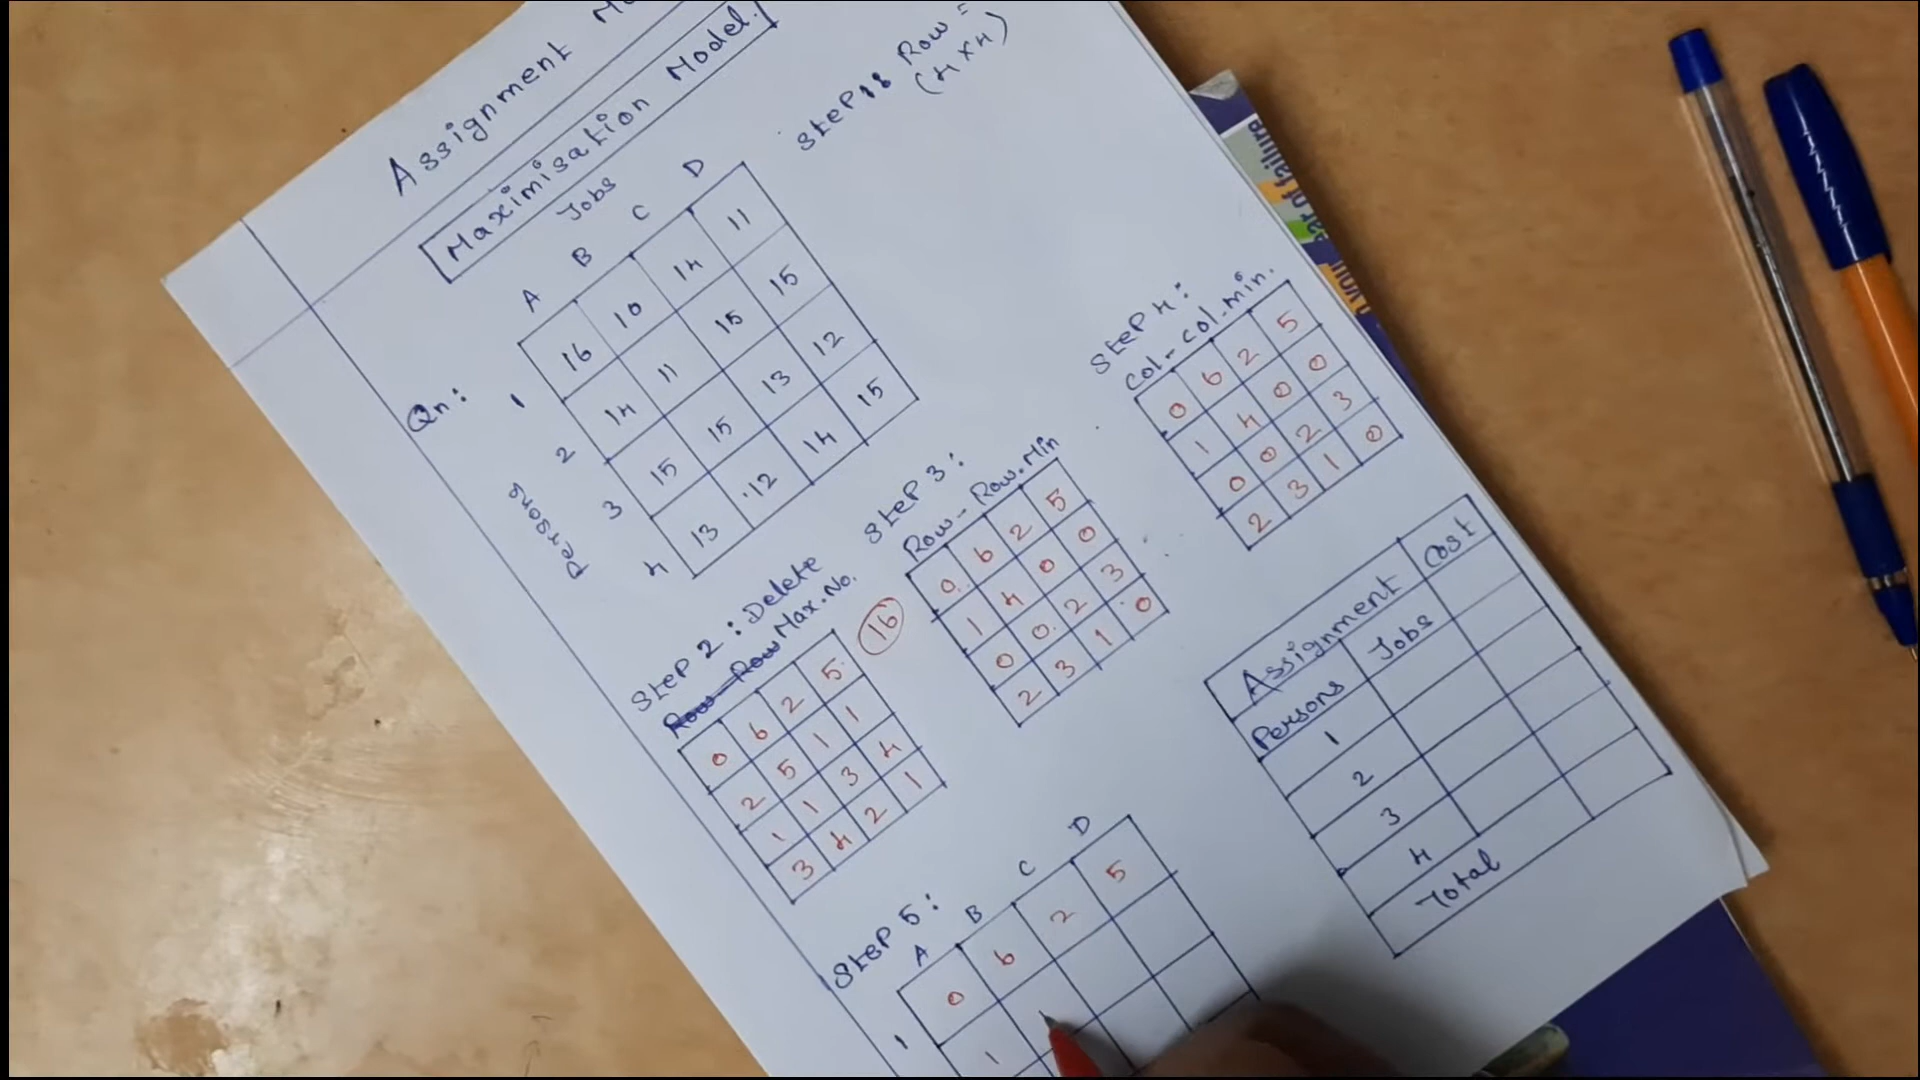 Assignment
Maximisation Model.
Jobs
A B C D
Qn:
Persons
1 16 10 14 11
2 14 11 15 15
3 15 15 13 12
4 13 12 14 15
Step 1: Row =
(4 x 4)
Step 2: Delete
Row - Row Max. No.
16
0 6 2 5
2 5 1 1
1 1 3 4
3 4 2 1
Step 3:
Row - Row. Min
0 6 2 5
1 4 0 0
0 0 2 3
2 3 1 0
Step 4:
Col - Col. min.
0 6 2 5
1 4 0 0
0 0 2 3
2 3 1 0
Step 5:
A B C D
1 0 6 2 5
1
Assignment Cost
Persons Jobs
1
2
3
4
Total
ear of failure